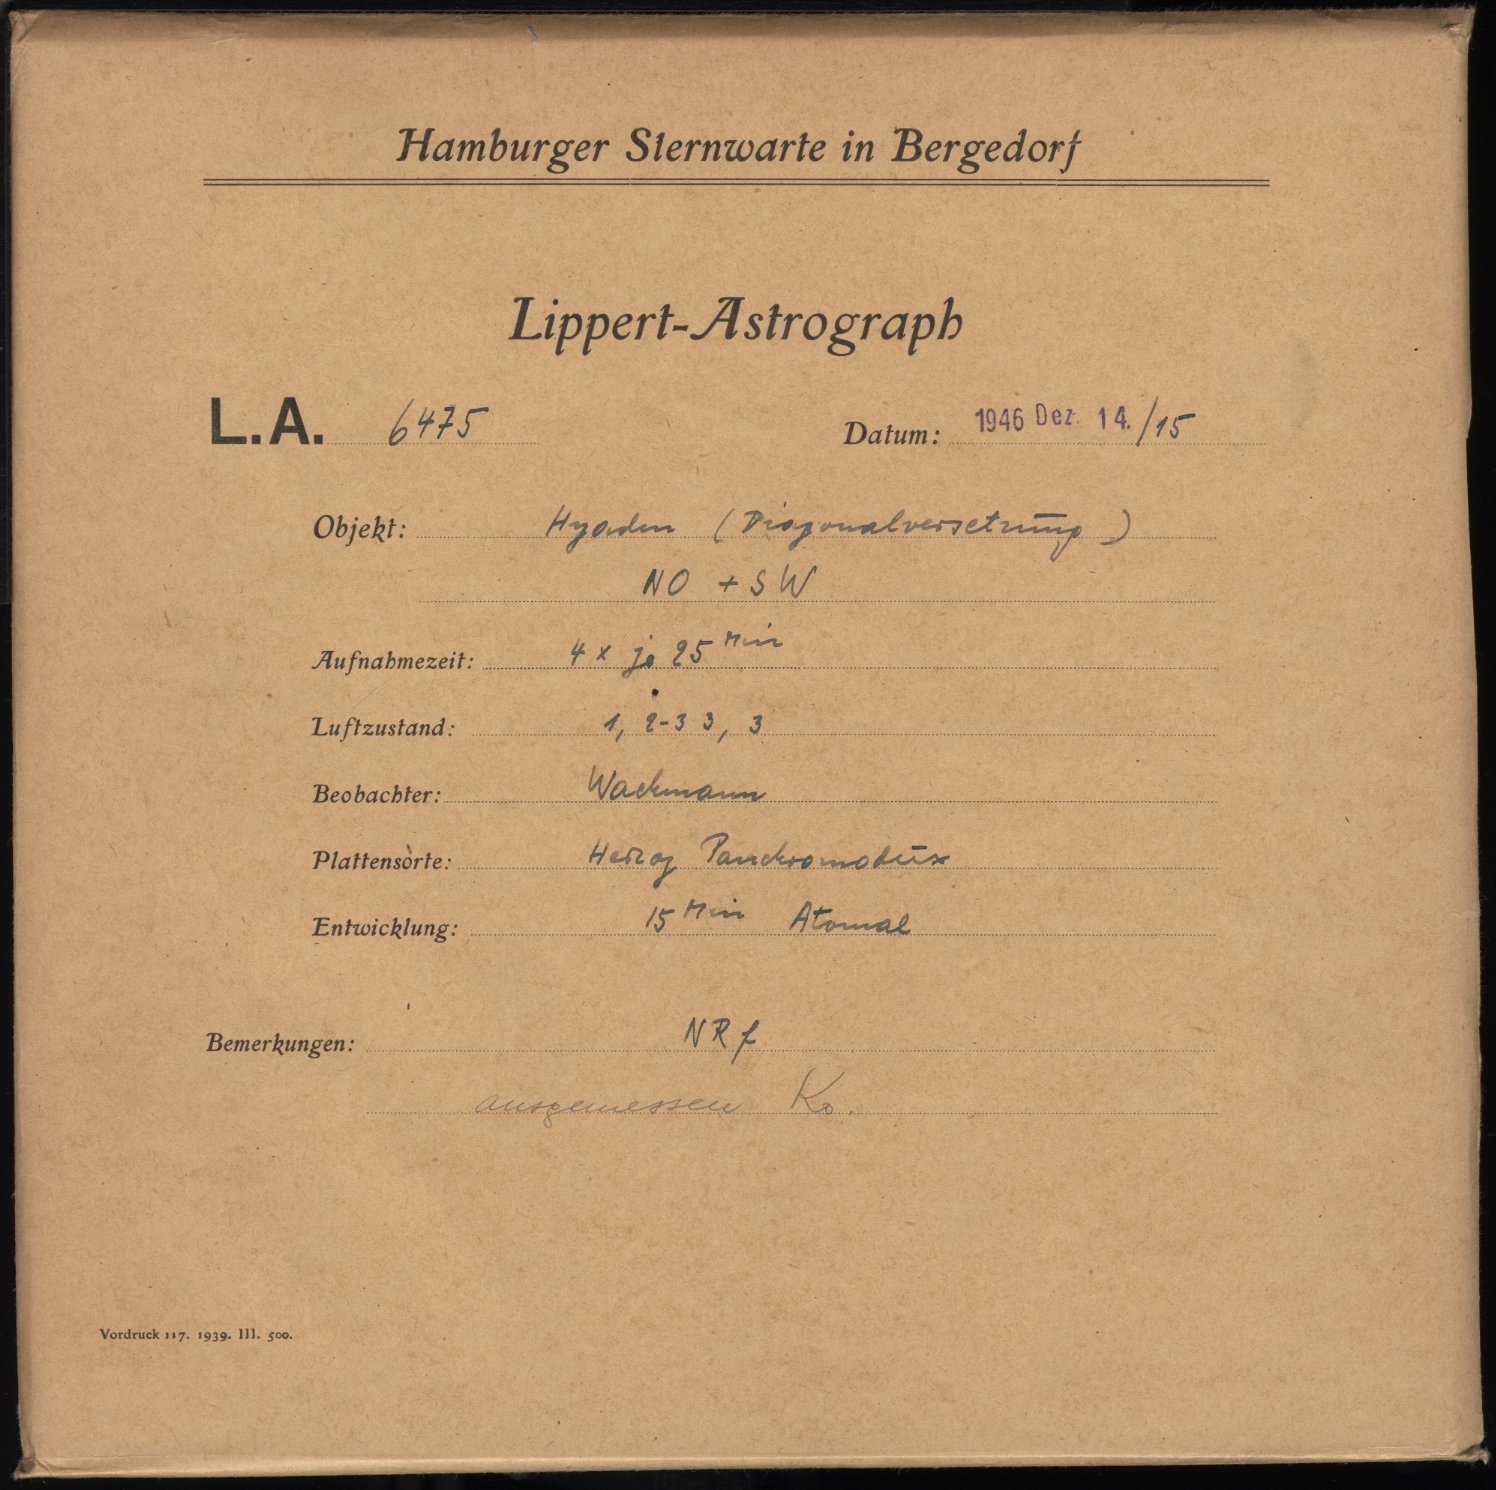 Hamburger Sternwarte in Bergedorf
Lippert-Astrograph
L.A. 6475 Datum: 1946 Dez. 14./15
Objekt: Hyaden (Diagonalversetzung)
NO + SW
Aufnahmezeit: 4 x je 25 Min
Luftzustand: 1, 2-3 3, 3
Beobachter: Wachmann
Plattensorte: Herzog
Entwicklung: 15 Min Atomal
Bemerkungen: NRf
ausgemessen Ko.
Vordruck 117. 1939. III. 500.